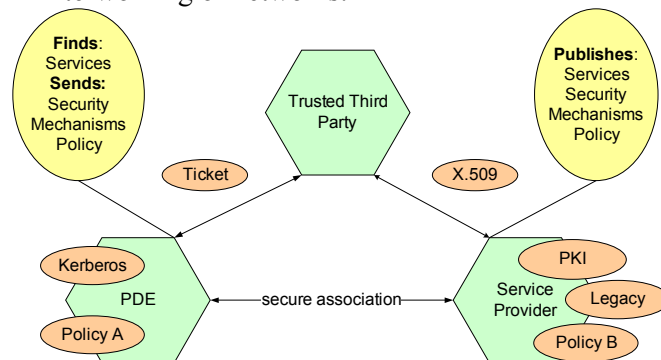 Finds:
Services
Sends:
Security
Mechanisms
Policy
Publishes:
Services
Security
Mechanisms
Policy
Trusted Third
Party
Ticket
X.509
Kerberos
PDE
Policy A
secure association
PKI
Service
Provider
Legacy
Policy B